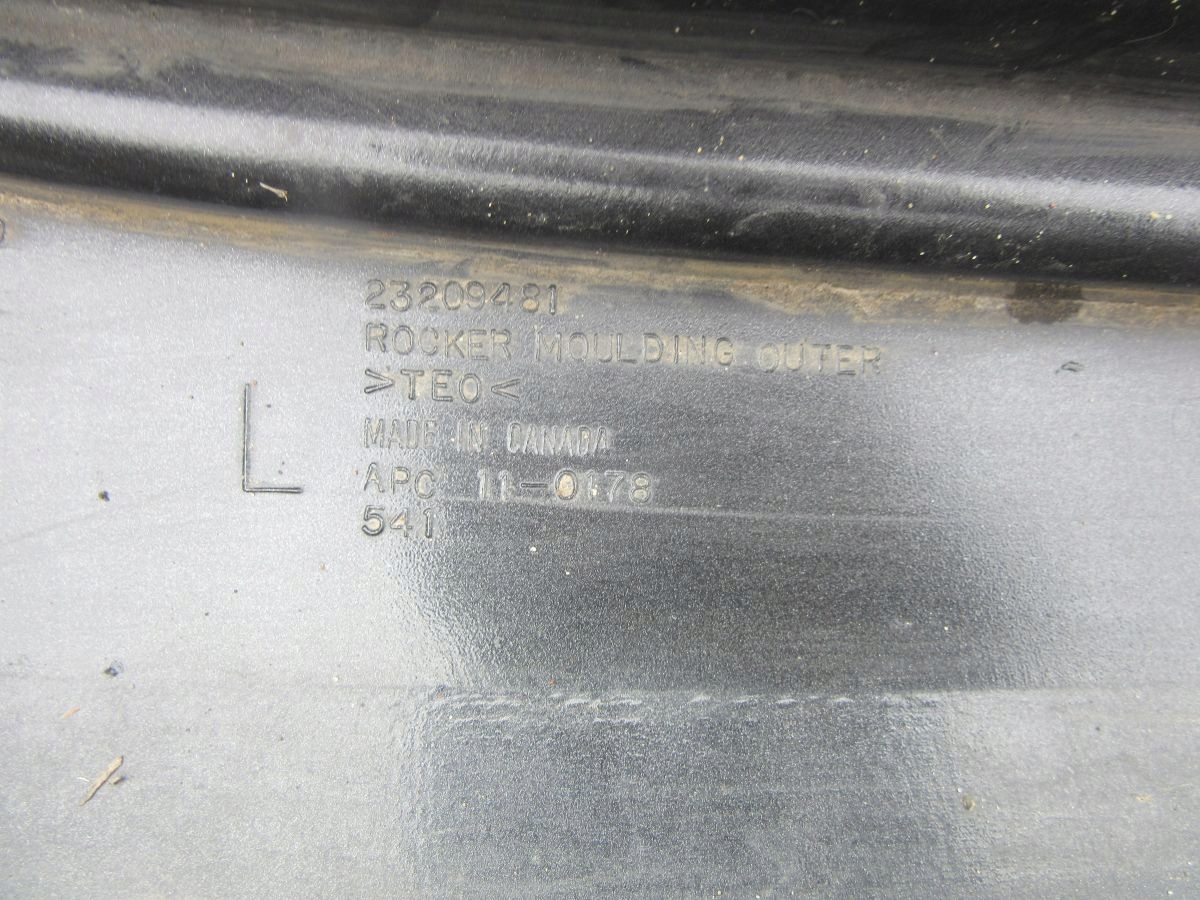 23209481
ROCKER MOULDING OUTER
>TEO<
L
MADE IN CANADA
APC 11-0178
541